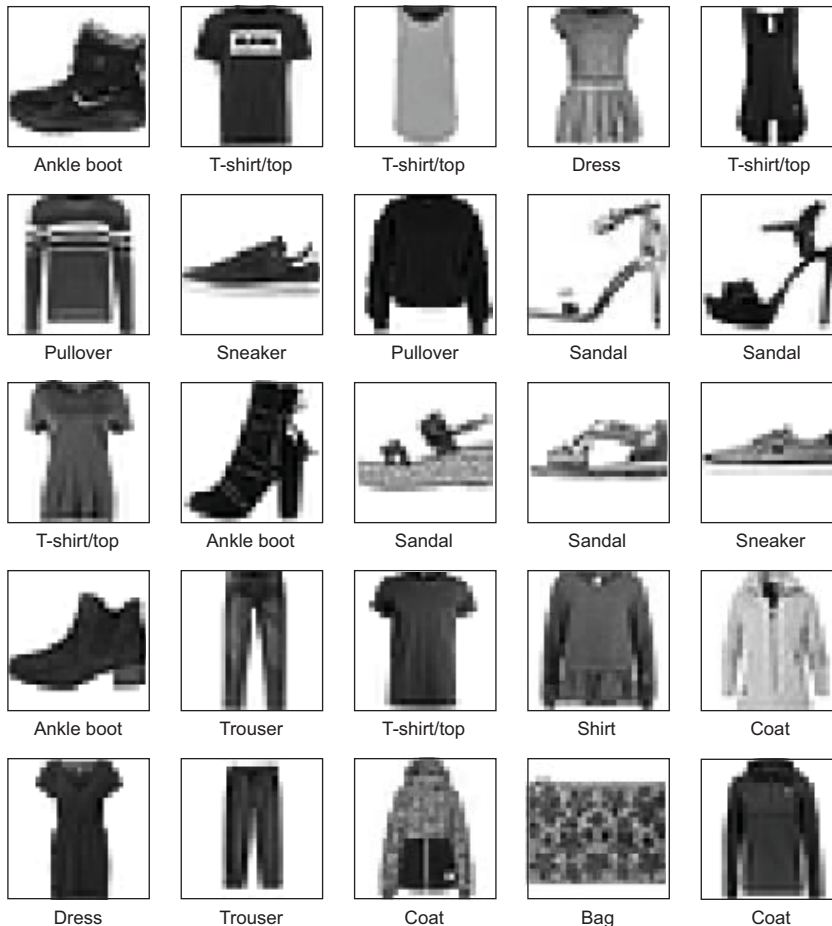 Ankle boot T-shirt/top T-shirt/top Dress T-shirt/top
Pullover Sneaker Pullover Sandal Sandal
T-shirt/top Ankle boot Sandal Sandal Sneaker
Ankle boot Trouser T-shirt/top Shirt Coat
Dress Trouser Coat Bag Coat